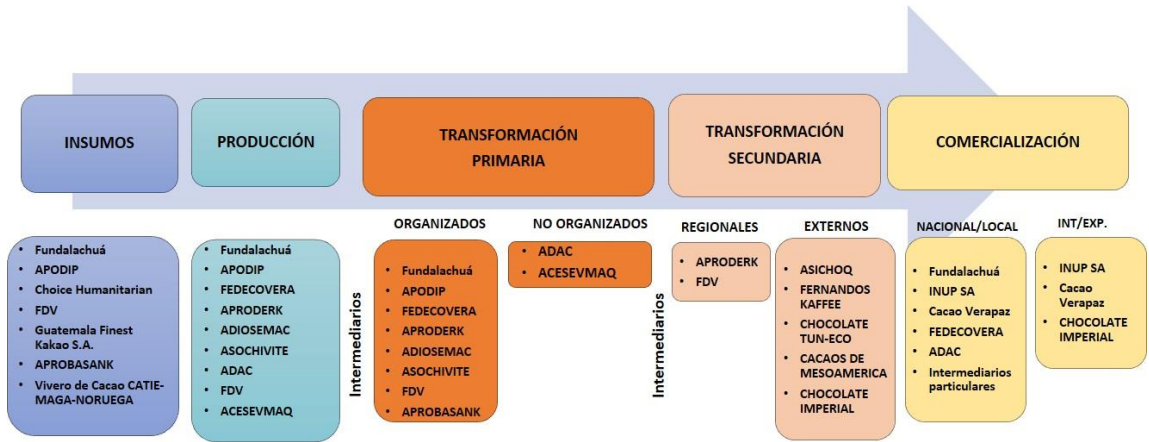 INSUMOS
PRODUCCIÓN
TRANSFORMACIÓN
PRIMARIA
TRANSFORMACIÓN
SECUNDARIA
COMERCIALIZACIÓN
• Fundalachuá
• APODIP
• Choice Humanitarian
• FDV
• Guatemala Finest
Kakao S.A.
• APROBASANK
• Vivero de Cacao CATIE-
MAGA-NORUEGA
• Fundalachuá
• APODIP
• FEDECOVERA
• APRODERK
• ADIOSEMAC
• ASOCHIVITE
• ADAC
• FDV
• ACESEVMAQ
Intermediarios
ORGANIZADOS
• Fundalachuá
• APODIP
• FEDECOVERA
• APRODERK
• ADIOSEMAC
• ASOCHIVITE
• FDV
• APROBASANK
NO ORGANIZADOS
• ADAC
• ACESEVMAQ
Intermediarios
REGIONALES
• APRODERK
• FDV
EXTERNOS
• ASICHOQ
• FERNANDOS
KAFFEE
• CHOCOLATE
TUN-ECO
• CACAOS DE
MESOAMERICA
• CHOCOLATE
IMPERIAL
NACIONAL/LOCAL
• Fundalachuá
• INUP SA
• Cacao Verapaz
• FEDECOVERA
• ADAC
• Intermediarios
particulares
INT/EXP.
• INUP SA
• Cacao
Verapaz
• CHOCOLATE
IMPERIAL